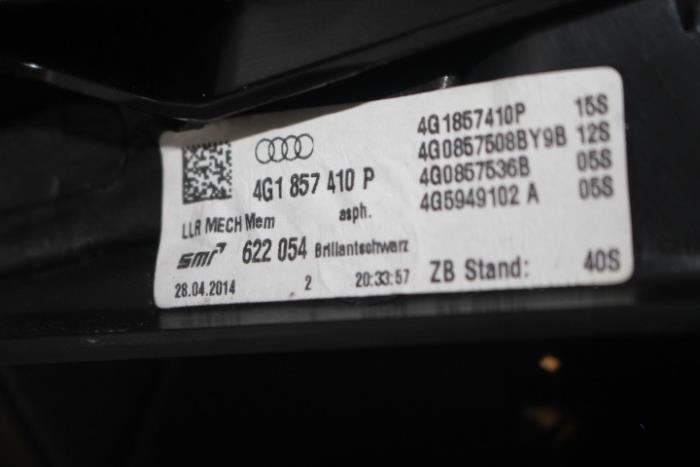 4G1 857 410 P
LLR MECH Mem asph.
smr 622 054 Brillantschwarz
28.04.2014 2 20:33:57
4G1857410P 15S
4G0857508BY9B 12S
4G0857536B 05S
4G5949102 A 05S
ZB Stand: 40S